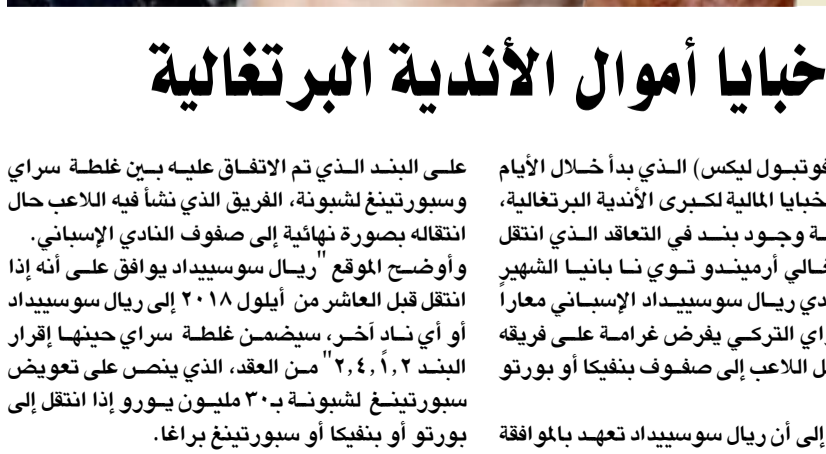 خبايا أموال الأندية البرتغالية
فوتبول ليكس) الذي بدأ خلال الأيام
خبايا المالية لكبرى الأندية البرتغالية،
ـة وجود بند في التعاقد الذي انتقل
ـغالي أرميندو توي نا بانيا الشهير
ـدي ريال سوسييداد الإسباني معاراً
ـراي التركي يفرض غرامة على فريقه
ـل اللاعب إلى صفوف بنفيكا أو بورتو
إلى أن ريال سوسييداد تعهد بالموافقة
على البند الذي تم الاتفاق عليه بين غلطة سراي
وسبورتينغ لشبونة، الفريق الذي نشأ فيه اللاعب حال
انتقاله بصورة نهائية إلى صفوف النادي الإسباني.
وأوضح الموقع "ريال سوسييداد يوافق على أنه إذا
انتقل قبل العاشر من أيلول ٢٠١٨ إلى ريال سوسييداد
أو أي ناد آخر، سيضمن غلطة سراي حينها إقرار
البند ٢,٤,أ١,٢" من العقد، الذي ينص على تعويض
سبورتينغ لشبونة بـ٣٠ مليون يورو إذا انتقل إلى
بورتو أو بنفيكا أو سبورتينغ براغا.